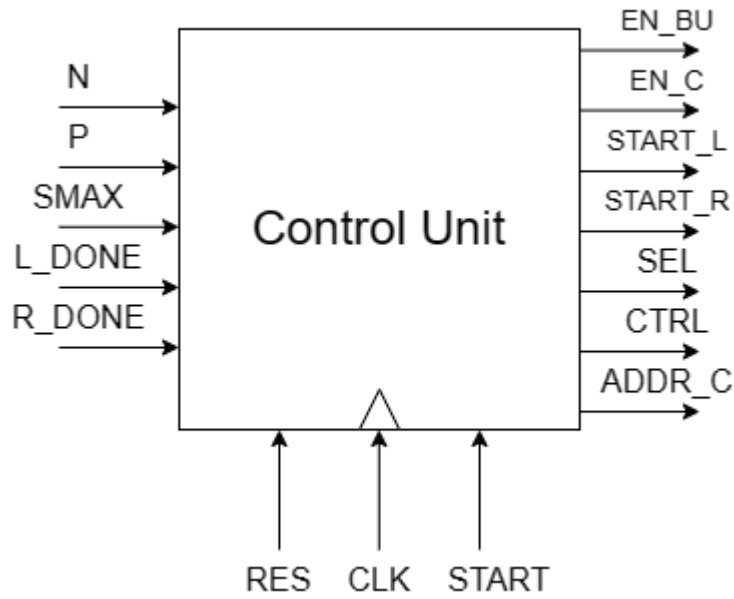 EN_BU
N
EN_C
P
START_L
SMAX
START_R
Control Unit
L_DONE
SEL
R_DONE
CTRL
ADDR_C
RES CLK START